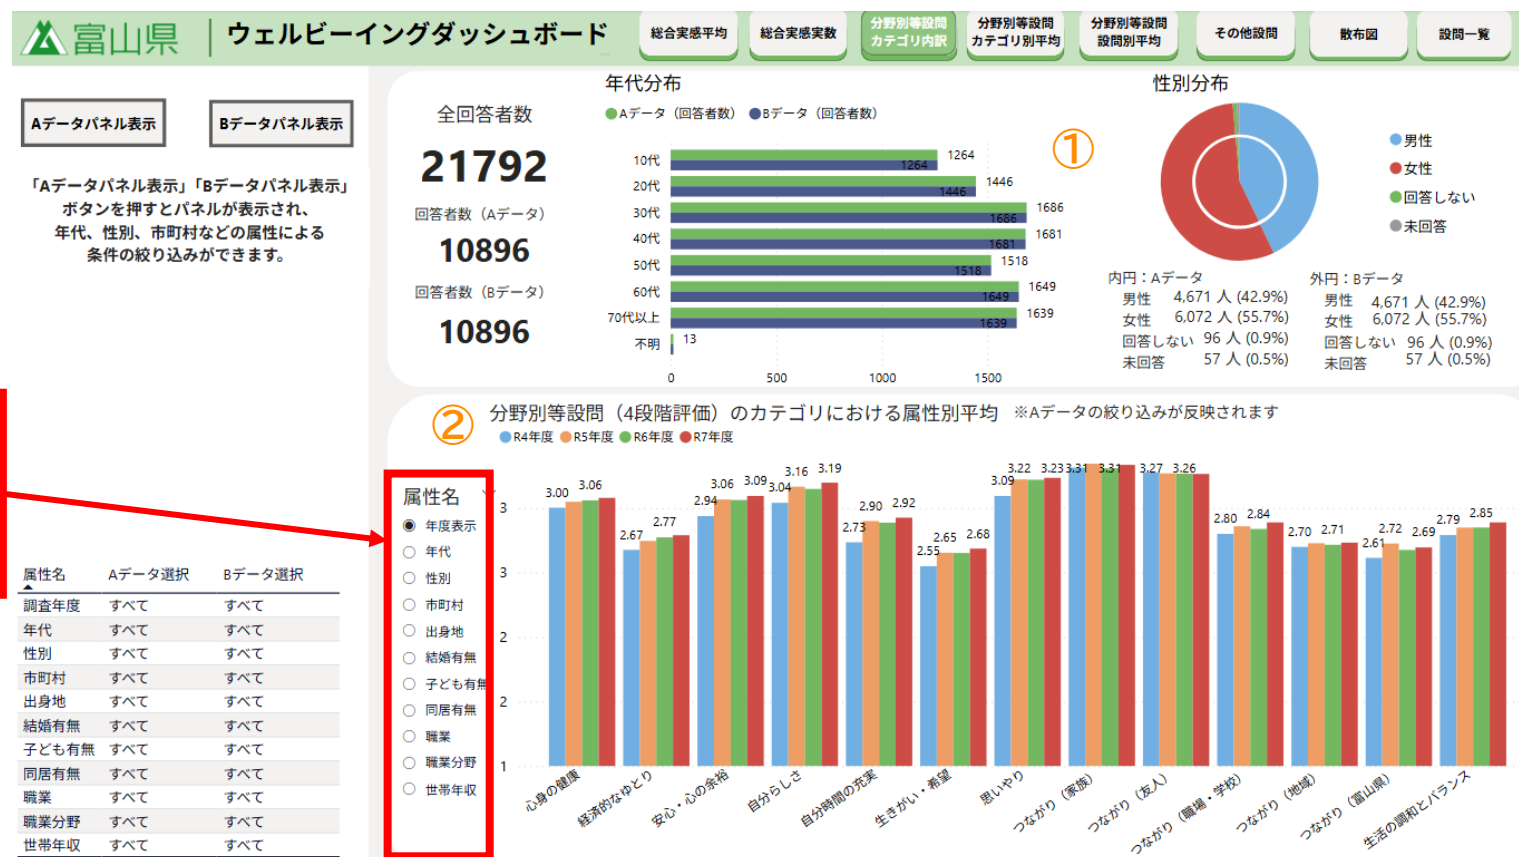 富山県
ウェルビーイングダッシュボード
総合実感平均
総合実感実数
分野別等設問
カテゴリ内訳
分野別等設問
カテゴリ別平均
分野別等設問
設問別平均
その他設問
散布図
設問一覧
Aデータパネル表示
Bデータパネル表示
「Aデータパネル表示」「Bデータパネル表示」
ボタンを押すとパネルが表示され、
年代、性別、市町村などの属性による
条件の絞り込みができます。
全回答者数
21792
回答者数（Aデータ）
10896
回答者数（Bデータ）
10896
年代分布
Aデータ（回答者数） Bデータ（回答者数）
10代 1264 1264
20代 1446 1446
30代 1686 1686
40代 1681 1681
50代 1518 1518
60代 1649 1649
70代以上 1639 1639
不明 13
0 500 1000 1500
①
性別分布
男性
女性
回答しない
未回答
内円：Aデータ
男性 4,671 人 (42.9%)
女性 6,072 人 (55.7%)
回答しない 96 人 (0.9%)
未回答 57 人 (0.5%)
外円：Bデータ
男性 4,671 人 (42.9%)
女性 6,072 人 (55.7%)
回答しない 96 人 (0.9%)
未回答 57 人 (0.5%)
②
分野別等設問（4段階評価）のカテゴリにおける属性別平均 ※Aデータの絞り込みが反映されます
R4年度 R5年度 R6年度 R7年度
属性名
年度表示
年代
性別
市町村
出身地
結婚有無
子ども有無
同居有無
職業
職業分野
世帯年収
3
3
2
2
1
3.00 3.06
2.67 2.77
2.94 3.06 3.09
3.04 3.16 3.19
2.73 2.90 2.92
2.55 2.65 2.68
3.09 3.22 3.23
3.31 3.31
3.27 3.26
2.80 2.84
2.70 2.71
2.61 2.72 2.69
2.79 2.85
心身の健康
経済的なゆとり
安心・心の余裕
自分らしさ
自分時間の充実
生きがい・希望
思いやり
つながり（家族）
つながり（友人）
つながり（職場・学校）
つながり（地域）
つながり（富山県）
生活の調和とバランス
属性名 Aデータ選択 Bデータ選択
調査年度 すべて すべて
年代 すべて すべて
性別 すべて すべて
市町村 すべて すべて
出身地 すべて すべて
結婚有無 すべて すべて
子ども有無 すべて すべて
同居有無 すべて すべて
職業 すべて すべて
職業分野 すべて すべて
世帯年収 すべて すべて